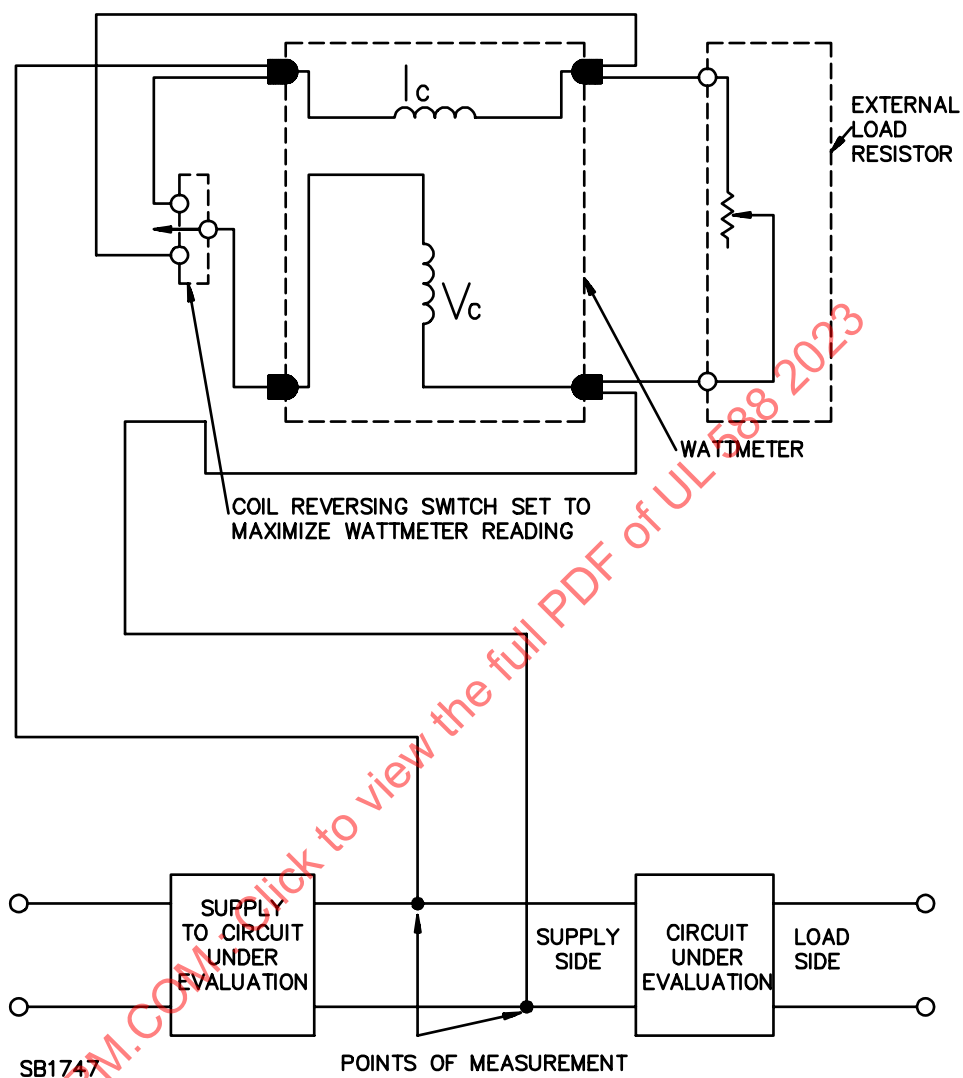 I C
EXTERNAL
LOAD
RESISTOR
V C
WATTMETER
COIL REVERSING SWITCH SET TO
MAXIMIZE WATTMETER READING
SUPPLY
TO CIRCUIT
UNDER
EVALUATION
SUPPLY
SIDE
CIRCUIT
UNDER
EVALUATION
LOAD
SIDE
POINTS OF MEASUREMENT
SB1747
M.COM : Click to view the full PDF of UL 588 2023